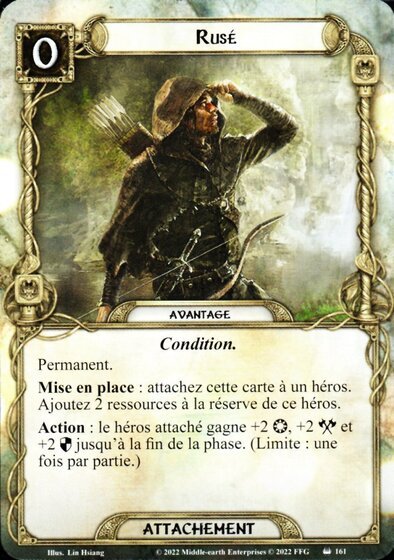 0
Rusé
AVANTAGE
Condition.
Permanent.
Mise en place : attachez cette carte à un héros.
Ajoutez 2 ressources à la réserve de ce héros.
Action : le héros attaché gagne +2 , +2 et
+2 jusqu'à la fin de la phase. (Limite : une
fois par partie.)
ATTACHEMENT
Illus. Lin Hsiang © 2022 Middle-earth Enterprises © 2022 FFG 161